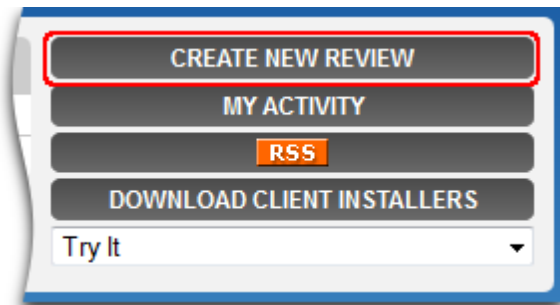 CREATE NEW REVIEW
MY ACTIVITY
RSS
DOWNLOAD CLIENT INSTALLERS
Try It